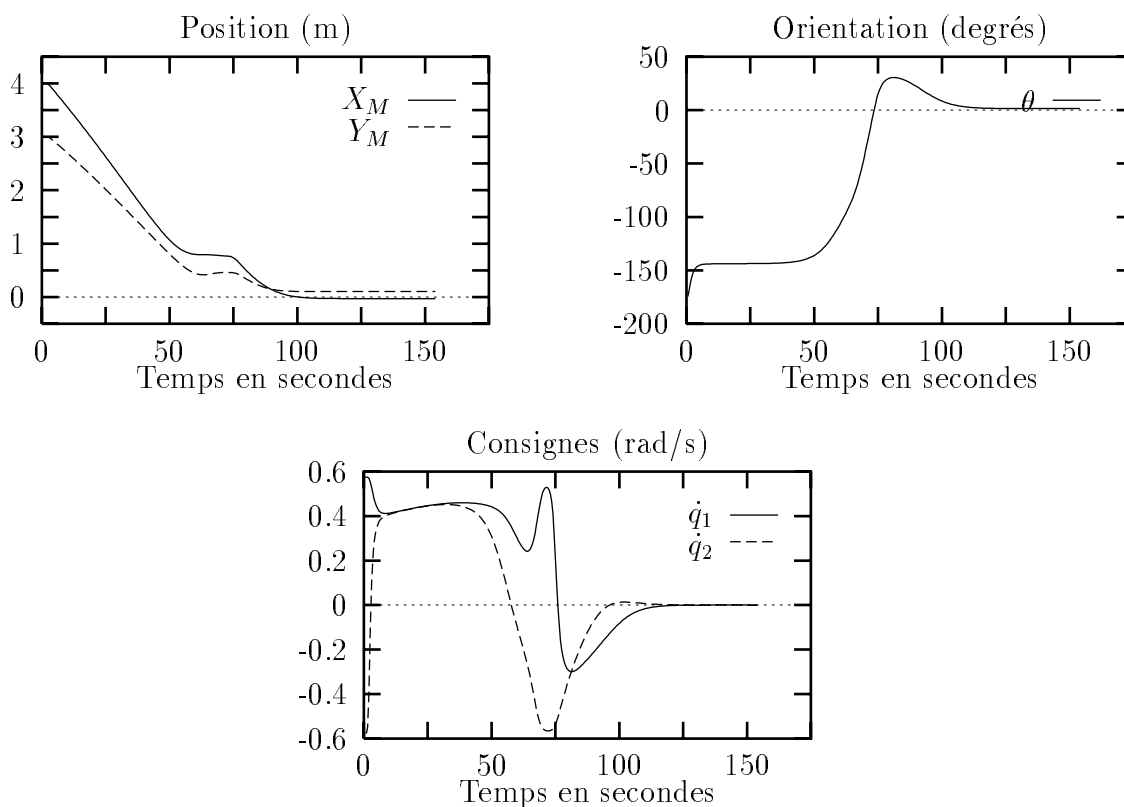 Position (m)
4
3
2
1
0
X_M
Y_M
0 50 100 150
Temps en secondes
Orientation (degrés)
50
0
-50
-100
-150
-200
θ
0 50 100 150
Temps en secondes
Consignes (rad/s)
0.6
0.4
0.2
0
-0.2
-0.4
-0.6
q̇₁
q̇₂
0 50 100 150
Temps en secondes